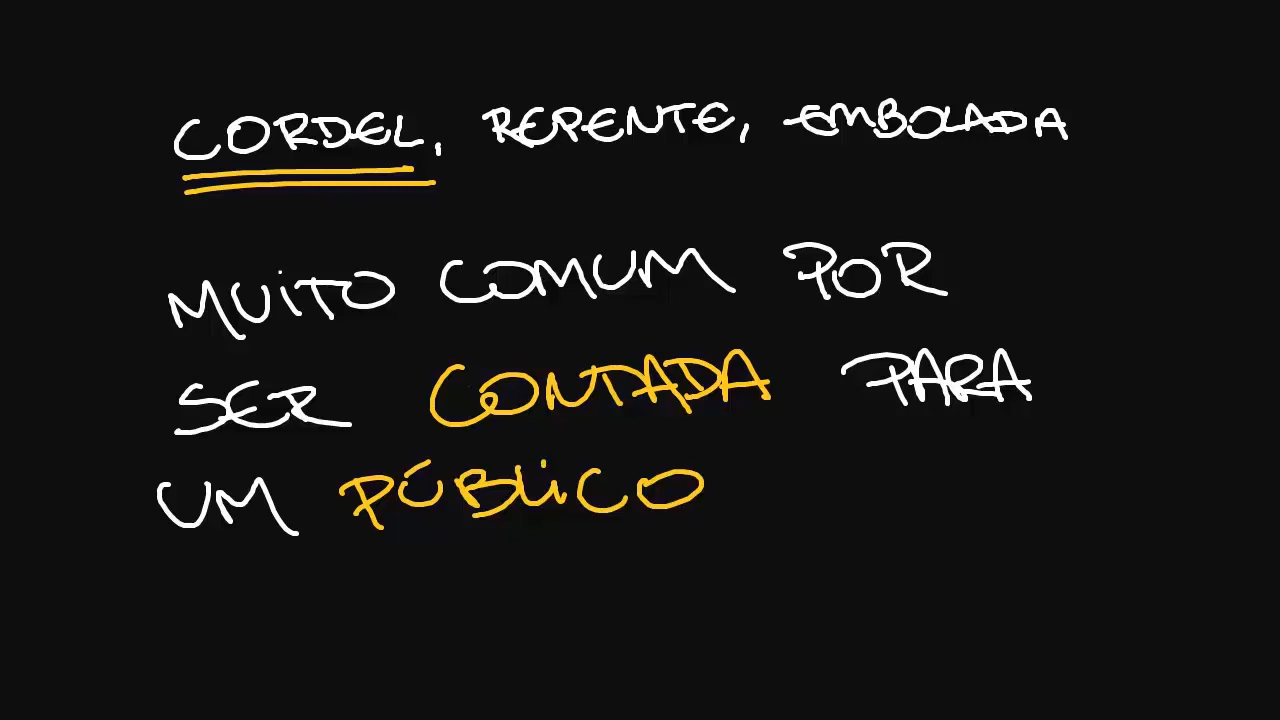 CORDEL, REPENTE, EMBOLADA
MUITO COMUM POR
SER CONTADA PARA
UM PÚBLICO